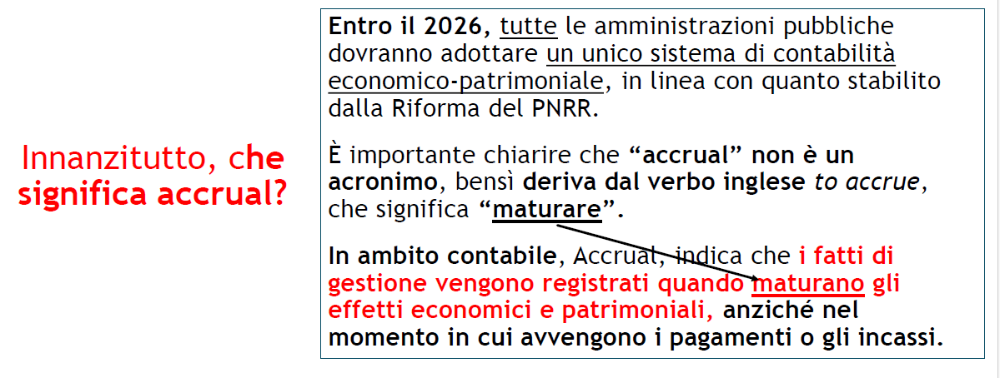 Innanzitutto, che
significa accrual?
Entro il 2026, tutte le amministrazioni pubbliche
dovranno adottare un unico sistema di contabilità
economico-patrimoniale, in linea con quanto stabilito
dalla Riforma del PNRR.
È importante chiarire che “accrual” non è un
acronimo, bensì deriva dal verbo inglese to accrue,
che significa “maturare”.
In ambito contabile, Accrual, indica che i fatti di
gestione vengono registrati quando maturano gli
effetti economici e patrimoniali, anziché nel
momento in cui avvengono i pagamenti o gli incassi.